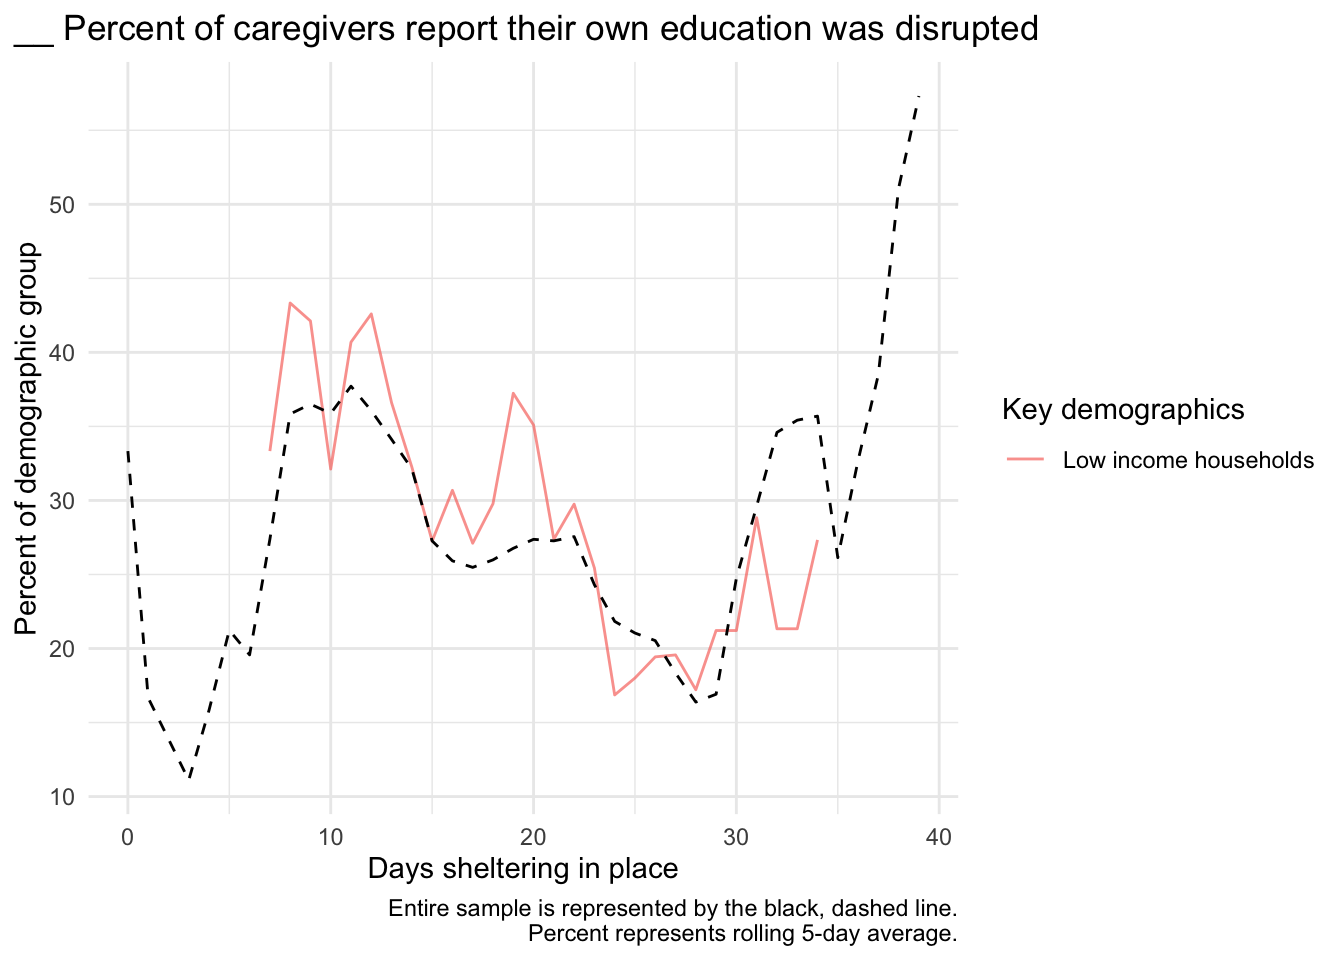 __ Percent of caregivers report their own education was disrupted
Percent of demographic group
50
40
30
20
10
0 10 20 30 40
Days sheltering in place
Key demographics
Low income households
Entire sample is represented by the black, dashed line.
Percent represents rolling 5-day average.